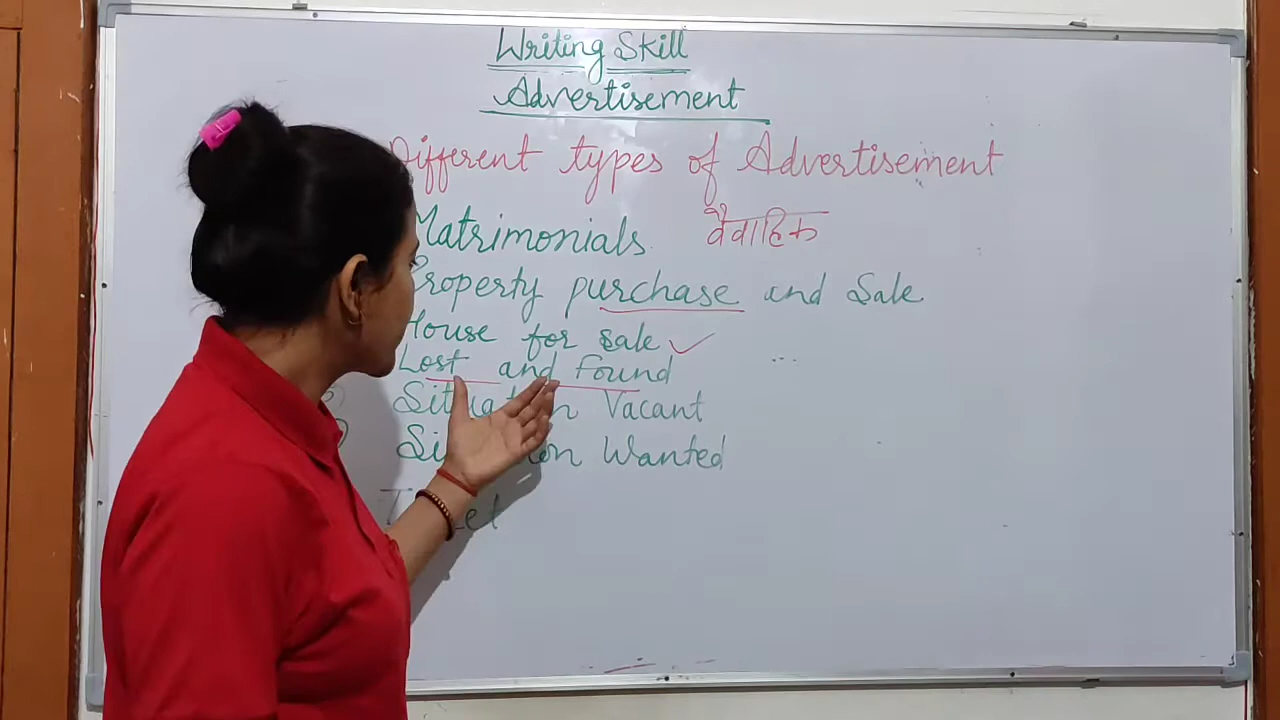 Writing Skill
Advertisement
Different types of Advertisement
Matrimonials वैवाहिक
Property purchase and Sale
House for sale
Lost and Found
Situation Vacant
Situation Wanted